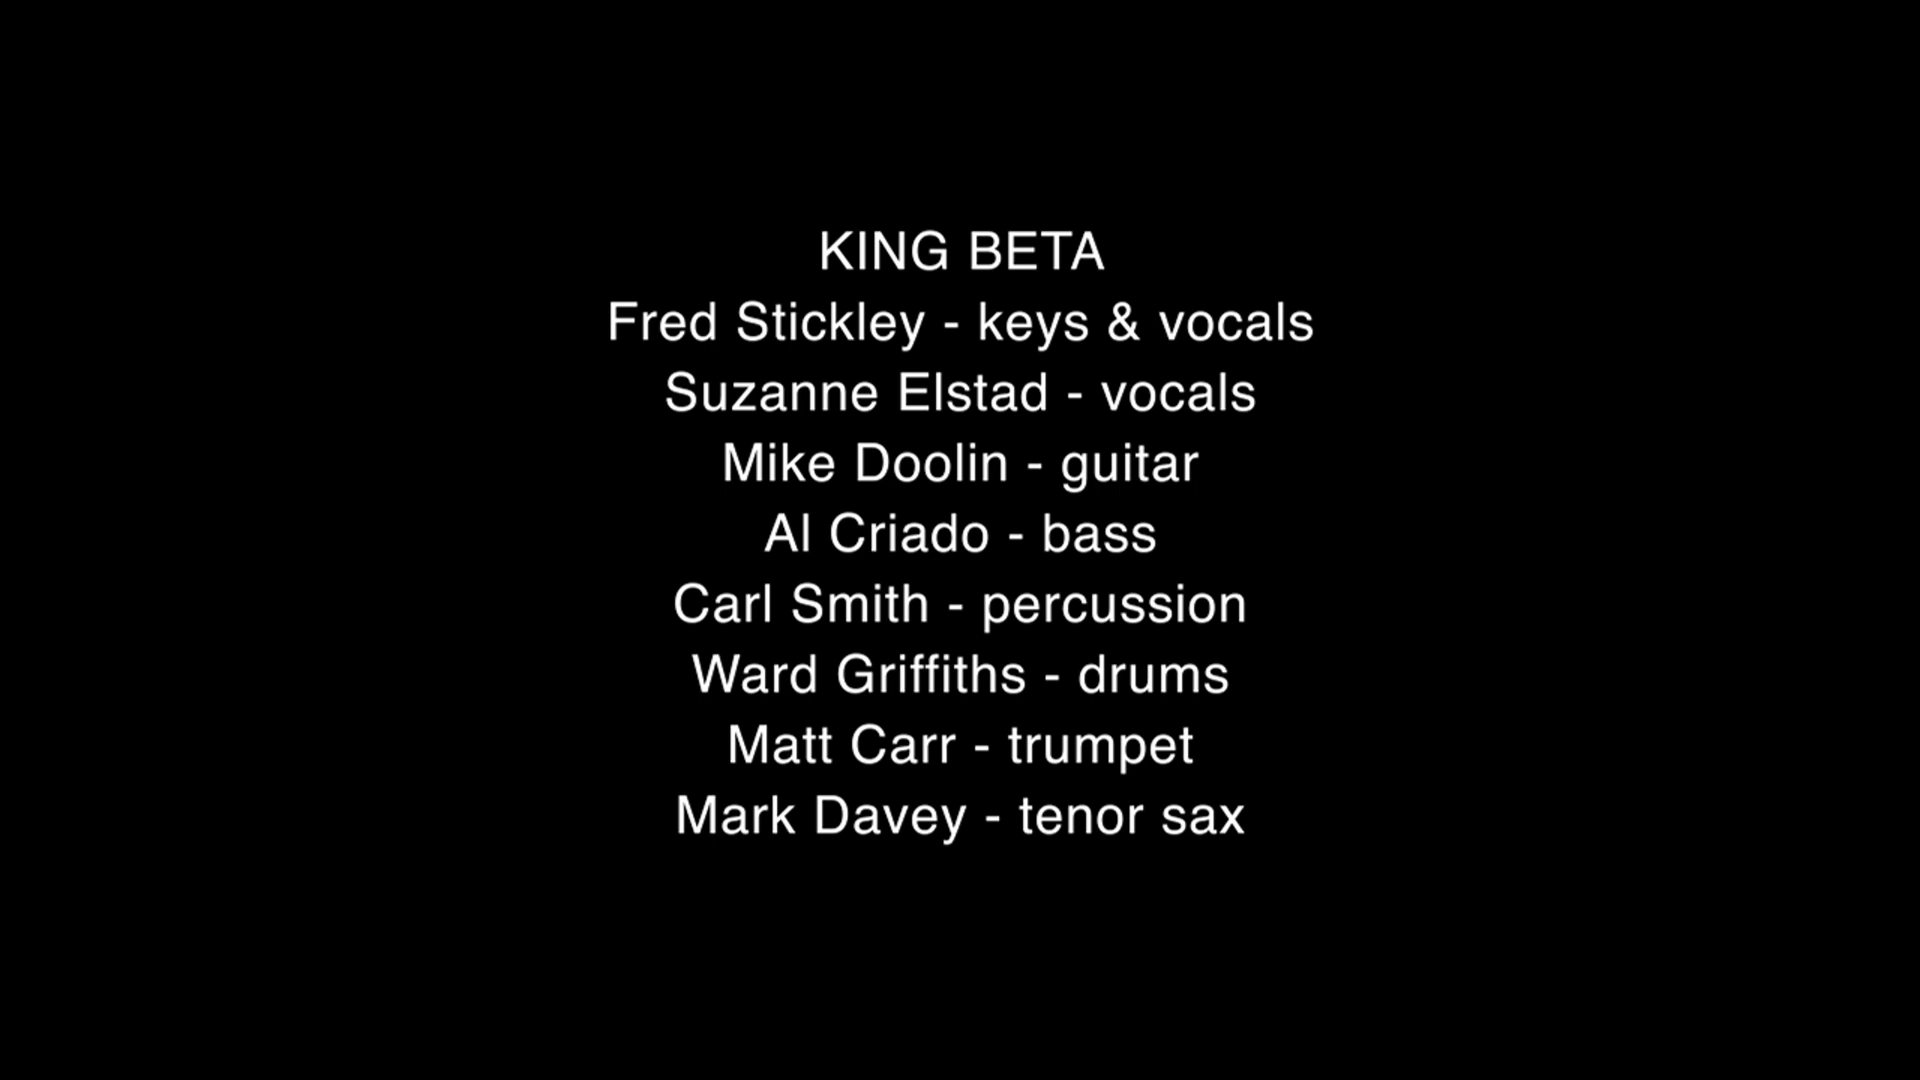 KING BETA
Fred Stickley - keys & vocals
Suzanne Elstad - vocals
Mike Doolin - guitar
Al Criado - bass
Carl Smith - percussion
Ward Griffiths - drums
Matt Carr - trumpet
Mark Davey - tenor sax